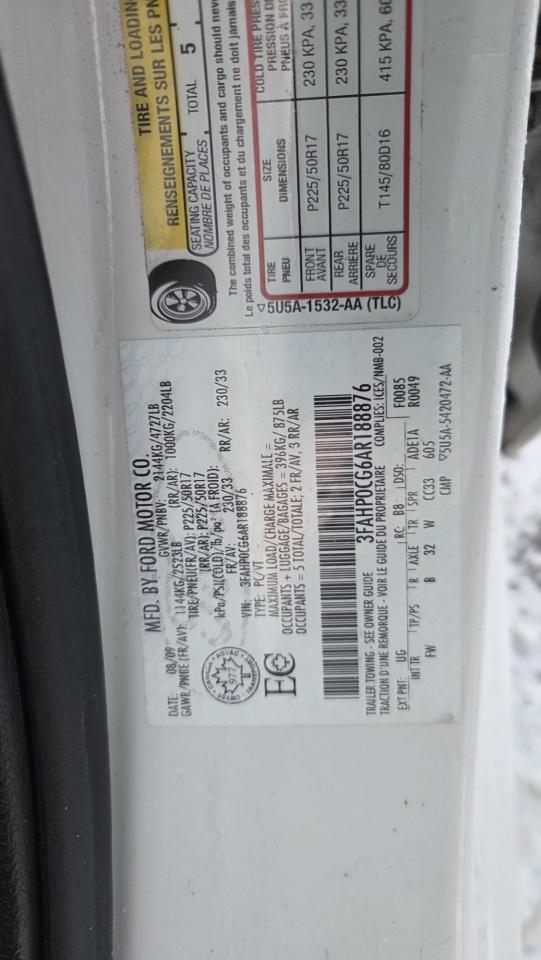 TIRE AND LOADING
RENSEIGNEMENTS SUR LES PN
SEATING CAPACITY
NOMBRE DE PLACES
TOTAL 5
The combined weight of occupants and cargo should never
Le poids total des occupants et du chargement ne doit jamais
TIRE
PNEU
SIZE
DIMENSIONS
COLD TIRE PRES
PRESSION DE
PNEUS À FRO
FRONT
AVANT
P225/50R17
230 KPA, 33
REAR
ARRIÈRE
P225/50R17
230 KPA, 33
SPARE
DE
SECOURS
T145/80D16
415 KPA, 60
▽5U5A-1532-AA (TLC)
MFD. BY FORD MOTOR CO.
DATE: 08/09 GVWR/PNBV: 2144KG/4727LB
GAWR/PNBE (FR/AV): 1144KG/2523LB (RR/AR): 1000KG/2204LB
TIRE/PNEU(FR/AV): P225/50R17
(RR/AR): P225/50R17
kPa/PSI(COLD)/lb/po² (A FROID):
FR/AV: 230/33 RR/AR: 230/33
VIN: 3FAHP0CG6AR188876
TYPE: PC/VT
MAXIMUM LOAD/CHARGE MAXIMALE =
OCCUPANTS + LUGGAGE/BAGAGES = 396KG/ 875LB
OCCUPANTS = 5 TOTAL/TOTALE; 2 FR/AV, 3 RR/AR
977
EC
3FAHP0CG6AR188876
TRAILER TOWING - SEE OWNER GUIDE
TRACTION D'UNE REMORQUE - VOIR LE GUIDE DU PROPRIETAIRE COMPLIES: ICES/NMB-002
EXT PNT: UG RC: B8 DSO: F0085
INT TR TP/PS R AXLE TR SPR ADE1A R0049
FW B 32 W CC33 605
CMP ▽5U5A-5420472-AA